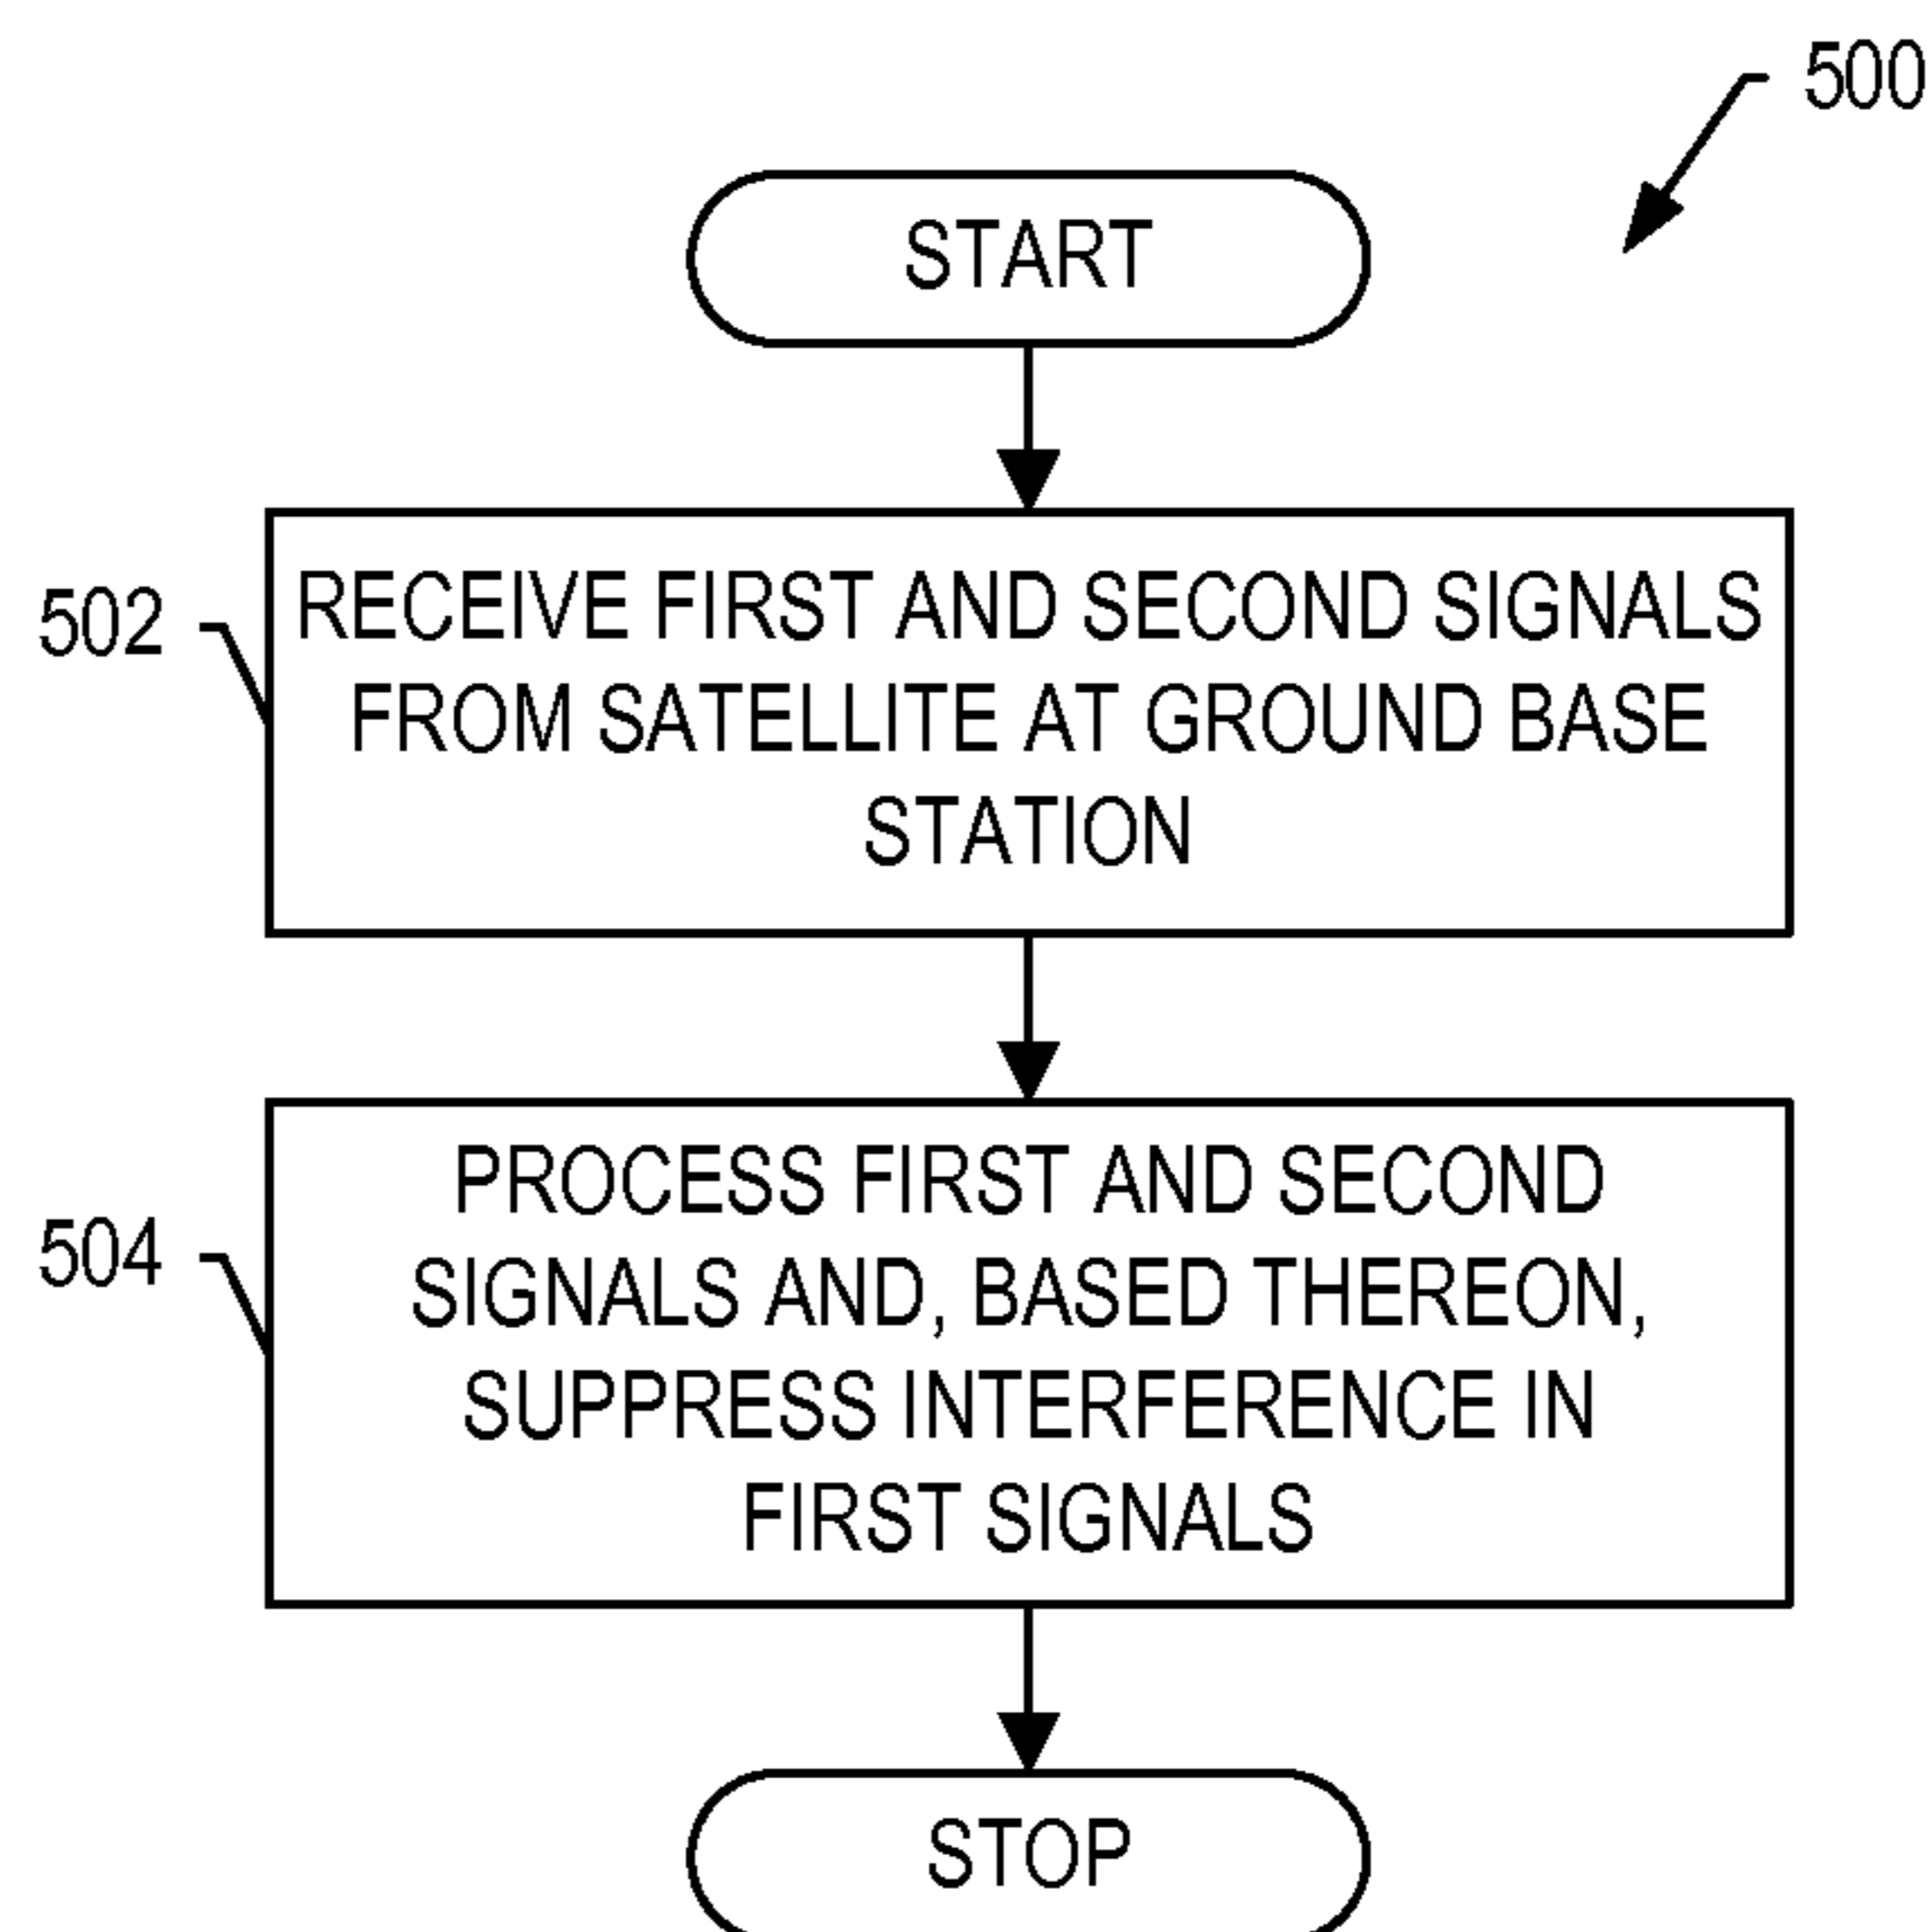 500
START
502
RECEIVE FIRST AND SECOND SIGNALS
FROM SATELLITE AT GROUND BASE
STATION
504
PROCESS FIRST AND SECOND
SIGNALS AND, BASED THEREON,
SUPPRESS INTERFERENCE IN
FIRST SIGNALS
STOP